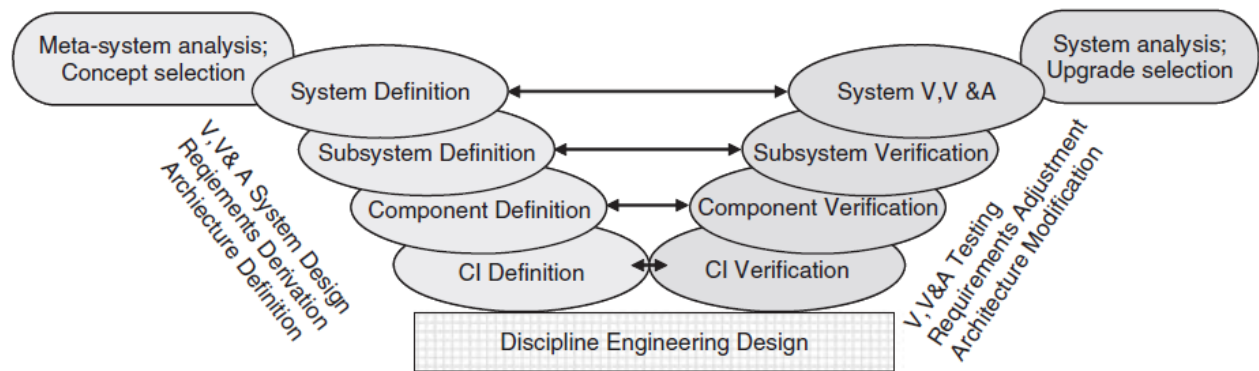 Meta-system analysis;
Concept selection
System analysis;
Upgrade selection
System Definition
System V,V &A
Subsystem Definition
Subsystem Verification
Component Definition
Component Verification
CI Definition
CI Verification
Discipline Engineering Design
V,V& A System Design
Reqiements Derivation
Architecture Definition
V,V&A Testing
Requirements Adjustment
Architecture Modification